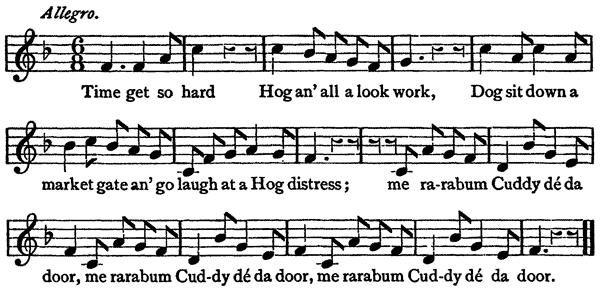 Allegro.
6
8
Time get so hard Hog an' all a look work, Dog sit down a
market gate an' go laugh at a Hog distress; me ra-rabum Cuddy dé da
door, me rarabum Cud-dy dé da door, me rarabum Cud-dy dé da door.